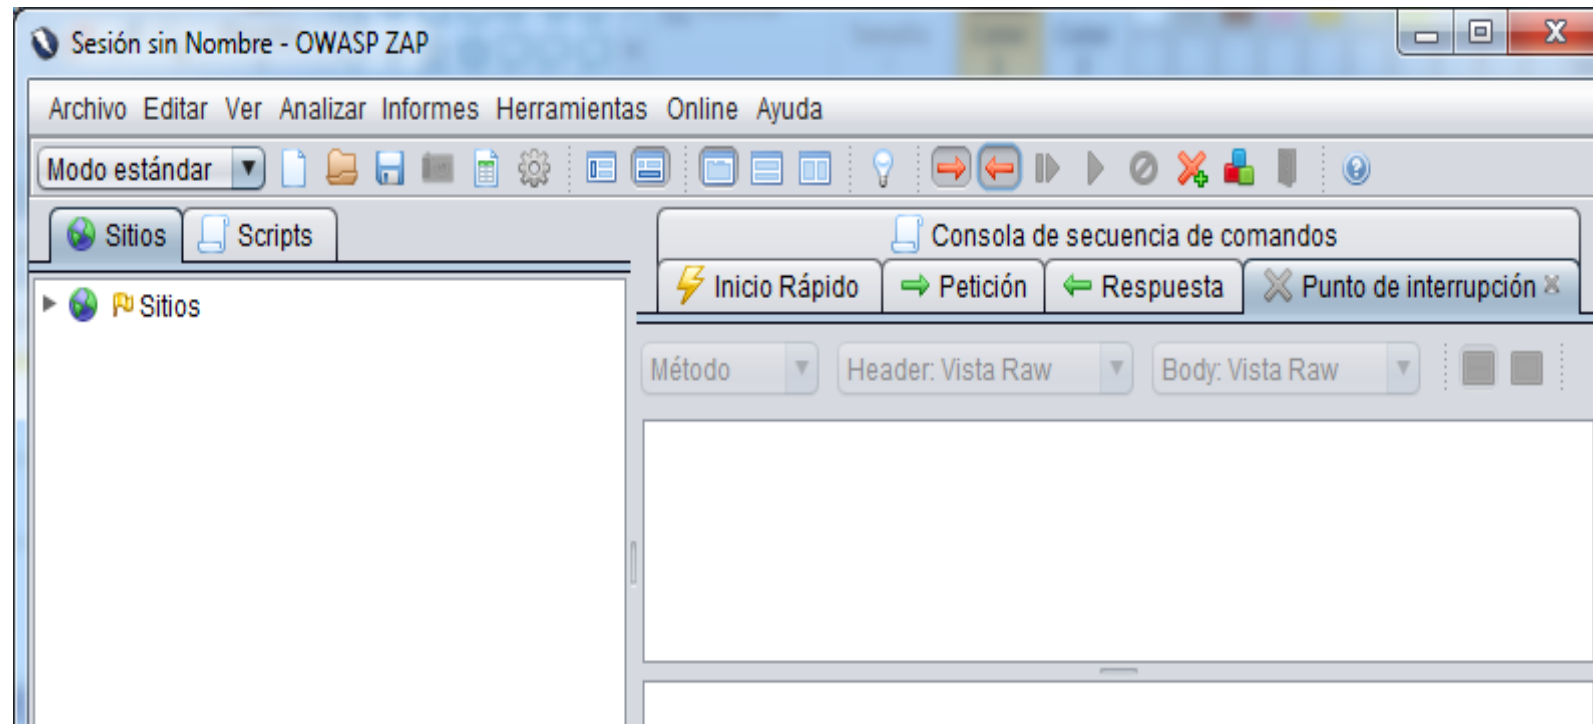 Sesión sin Nombre - OWASP ZAP
Archivo Editar Ver Analizar Informes Herramientas Online Ayuda
Modo estándar
Sitios Scripts
Consola de secuencia de comandos
Inicio Rápido Petición Respuesta Punto de interrupción
Sitios
Método Header: Vista Raw Body: Vista Raw